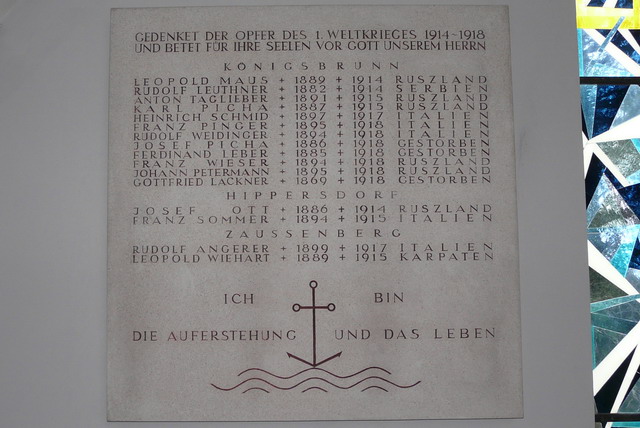 GEDENKET DER OPFER DES 1. WELTKRIEGES 1914-1918
UND BETET FÜR IHRE SEELEN VOR GOTT UNSEREM HERRN
KÖNIGSBRUNN
LEOPOLD MAUS + 1889 + 1914 RUSZLAND
RUDOLF LEUTHNER + 1882 + 1914 SERBIEN
ANTON TAGLIEBER + 1891 + 1915 RUSZLAND
KARL PICHA + 1887 + 1915 RUSZLAND
HEINRICH SCHMID + 1897 + 1917 ITALIEN
FRANZ PINGER + 1895 + 1918 ITALIEN
RUDOLF WEIDINGER + 1894 + 1918 ITALIEN
JOSEF PICHA + 1886 + 1918 GESTORBEN
FERDINAND LEBER + 1885 + 1918 GESTORBEN
FRANZ WIESER + 1894 + 1918 RUSZLAND
JOHANN PETERMANN + 1895 + 1918 RUSZLAND
GOTTFRIED LACKNER + 1869 + 1918 GESTORBEN
HIPPERSDORF
JOSEF OTT + 1886 + 1914 RUSZLAND
FRANZ SOMMER + 1894 + 1915 ITALIEN
ZAUSSENBERG
RUDOLF ANGERER + 1899 + 1917 ITALIEN
LEOPOLD WIEHART + 1889 + 1915 KARPATEN
ICH BIN
DIE AUFERSTEHUNG UND DAS LEBEN